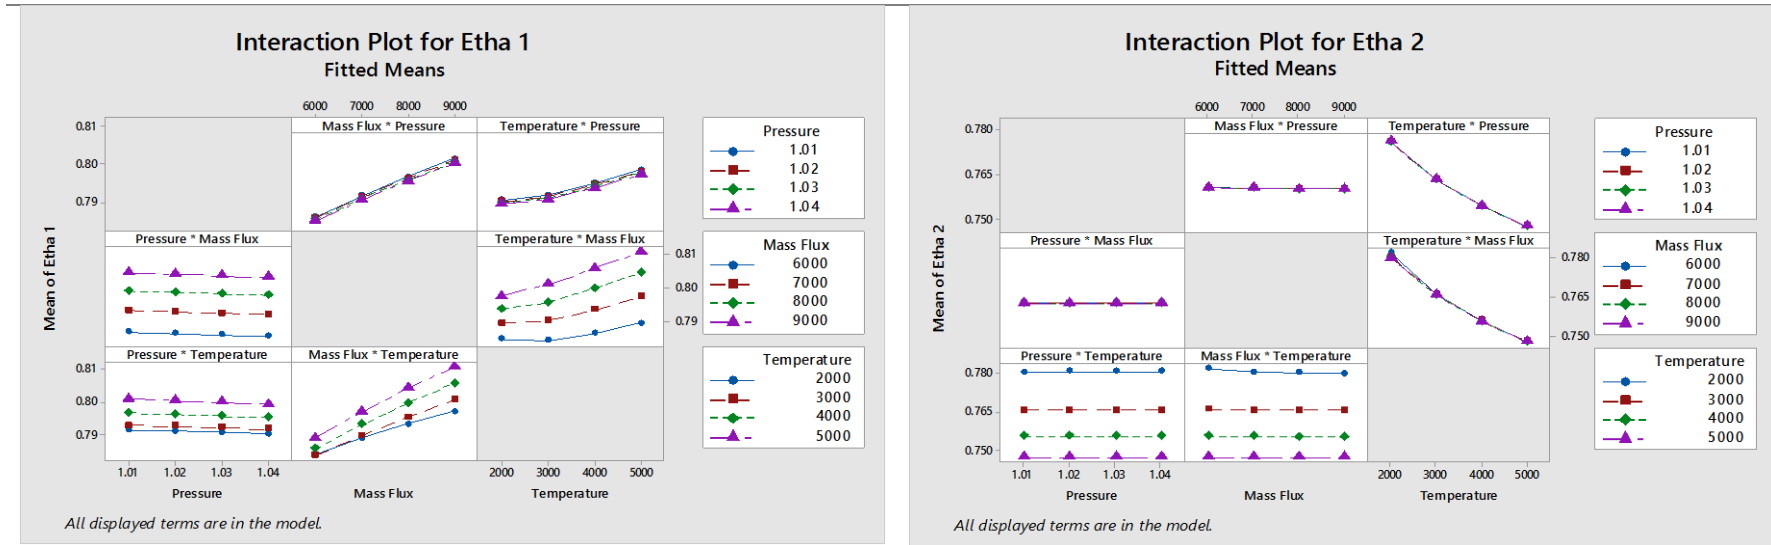 Interaction Plot for Etha 1
Fitted Means
6000 7000 8000 9000
Mass Flux * Pressure
Temperature * Pressure
0.81
0.80
0.79
Pressure
1.01
1.02
1.03
1.04
Mean of Etha 1
Pressure * Mass Flux
Temperature * Mass Flux
0.81
0.80
0.79
Mass Flux
6000
7000
8000
9000
Pressure * Temperature
Mass Flux * Temperature
0.81
0.80
0.79
Temperature
2000
3000
4000
5000
1.01 1.02 1.03 1.04
2000 3000 4000 5000
Pressure
Mass Flux
Temperature
All displayed terms are in the model.
Interaction Plot for Etha 2
Fitted Means
6000 7000 8000 9000
Mass Flux * Pressure
Temperature * Pressure
0.780
0.765
0.750
Pressure
1.01
1.02
1.03
1.04
Mean of Etha 2
Pressure * Mass Flux
Temperature * Mass Flux
0.780
0.765
0.750
Mass Flux
6000
7000
8000
9000
Pressure * Temperature
Mass Flux * Temperature
0.780
0.765
0.750
Temperature
2000
3000
4000
5000
1.01 1.02 1.03 1.04
2000 3000 4000 5000
Pressure
Mass Flux
Temperature
All displayed terms are in the model.